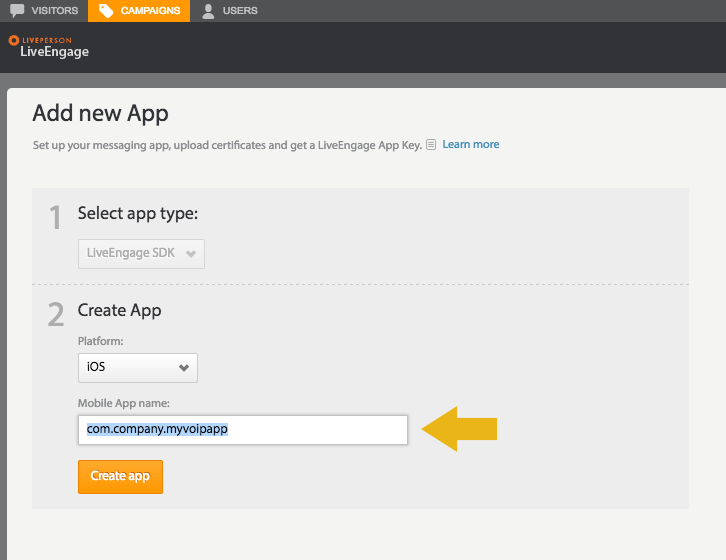 VISITORS CAMPAIGNS USERS
LIVEPERSON
LiveEngage
Add new App
Set up your messaging app, upload certificates and get a LiveEngage App Key. Learn more
1 Select app type:
LiveEngage SDK
2 Create App
Platform:
iOS
Mobile App name:
com.company.myvoipapp
Create app